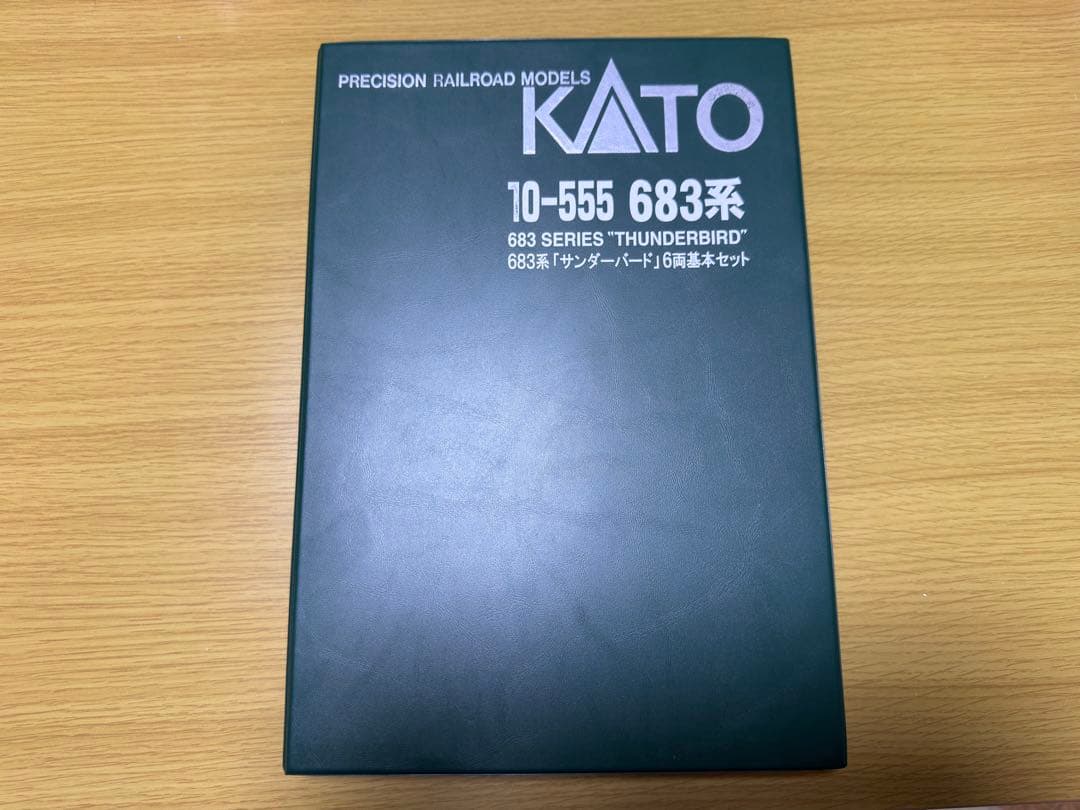 PRECISION RAILROAD MODELS
KATO
10-555 683系
683 SERIES "THUNDERBIRD"
683系「サンダーバード」6両基本セット